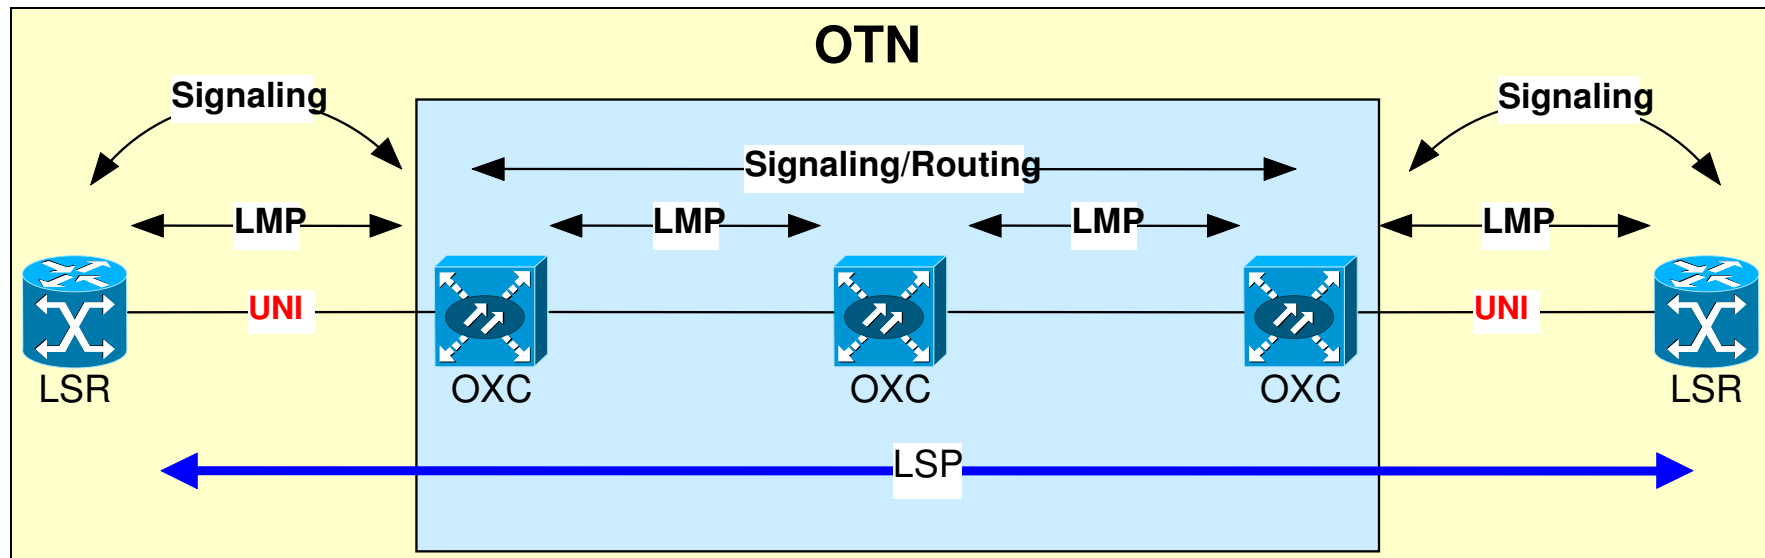 OTN
Signaling
Signaling
Signaling/Routing
LMP
LMP
LMP
LMP
UNI
UNI
LSR
OXC
OXC
OXC
LSR
LSP